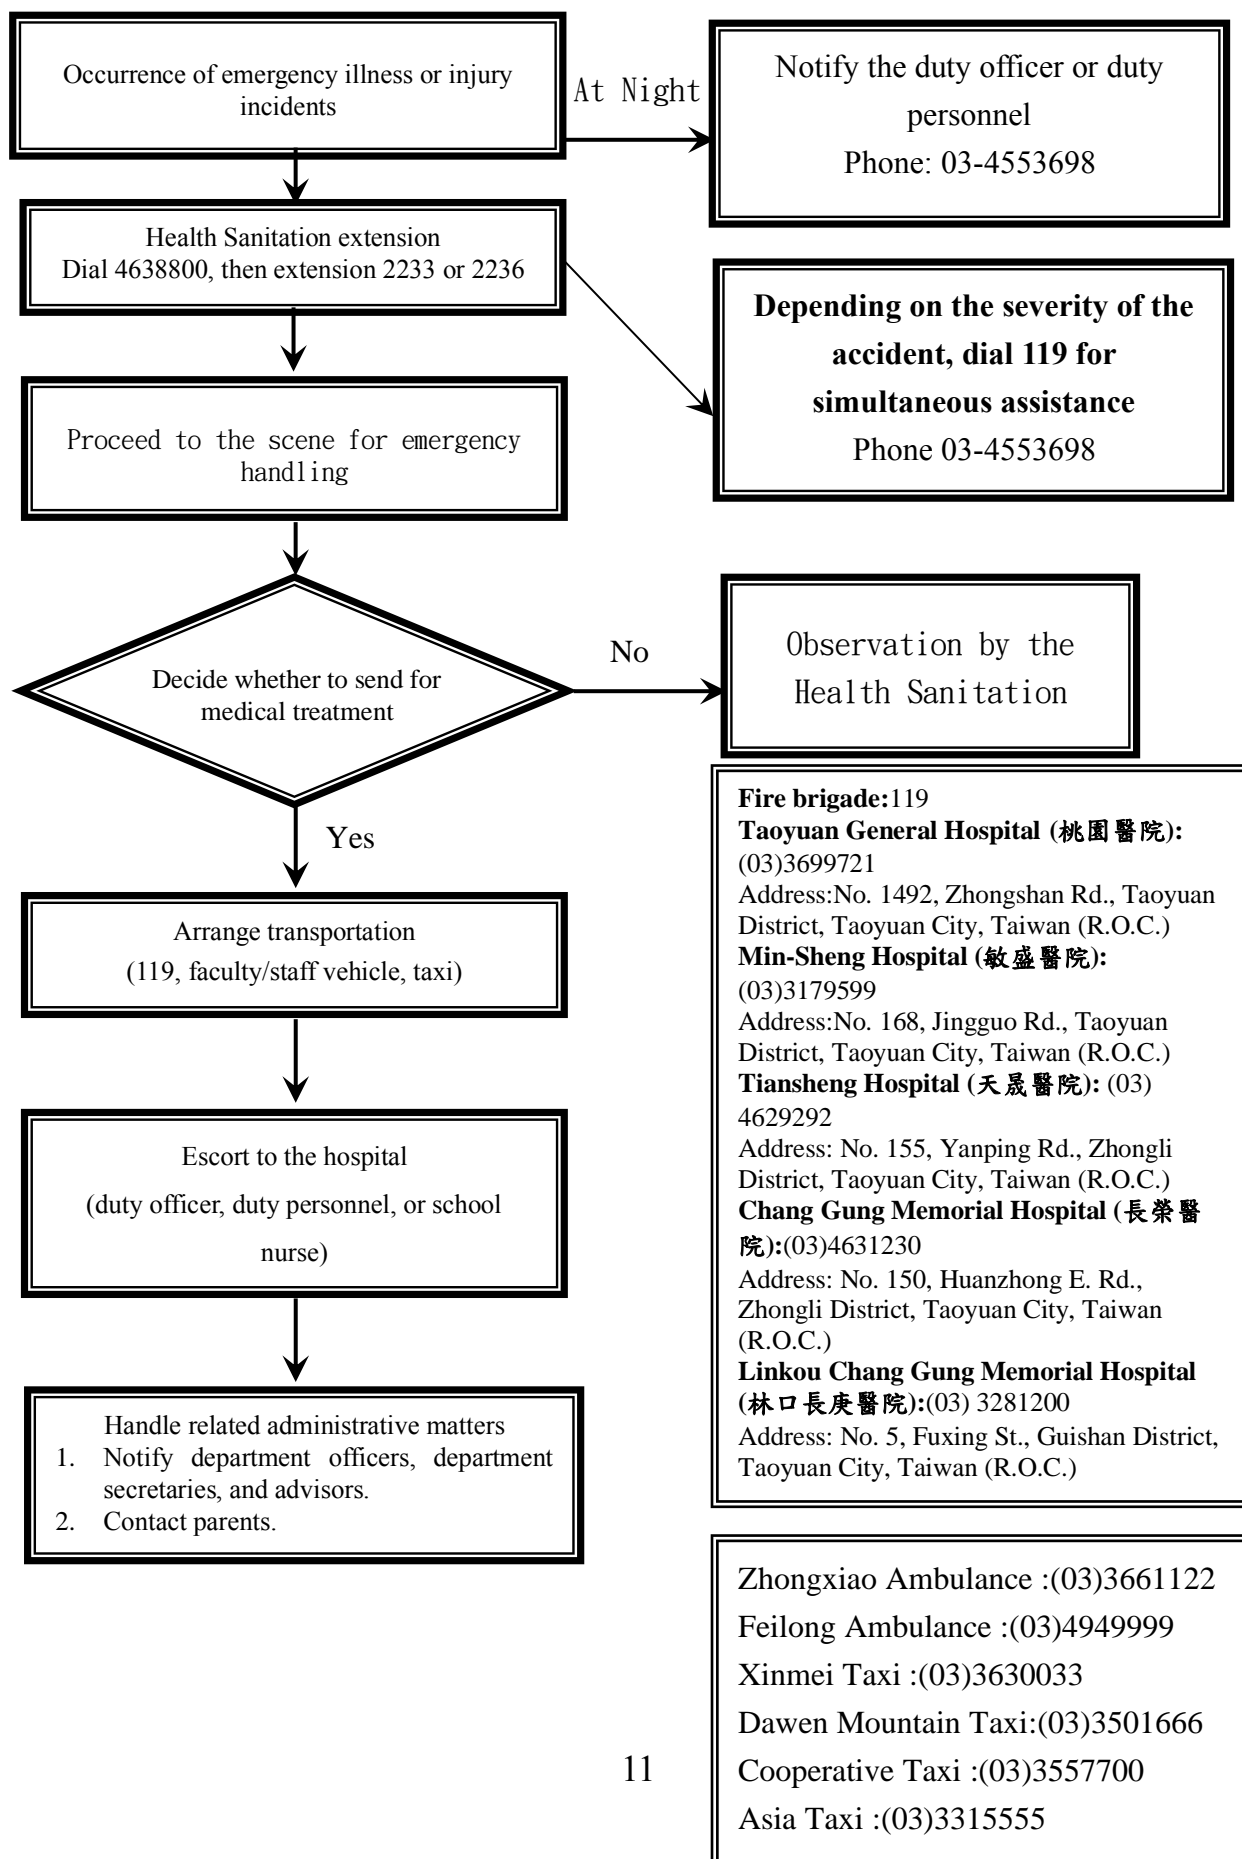 Occurrence of emergency illness or injury
incidents
At Night
Notify the duty officer or duty
personnel
Phone: 03-4553698
Health Sanitation extension
Dial 4638800, then extension 2233 or 2236
Depending on the severity of the
accident, dial 119 for
simultaneous assistance
Phone 03-4553698
Proceed to the scene for emergency
handling
Decide whether to send for
medical treatment
No
Observation by the
Health Sanitation
Yes
Arrange transportation
(119, faculty/staff vehicle, taxi)
Escort to the hospital
(duty officer, duty personnel, or school
nurse)
Handle related administrative matters
1. Notify department officers, department
secretaries, and advisors.
2. Contact parents.
Fire brigade:119
Taoyuan General Hospital (桃園醫院):
(03)3699721
Address:No. 1492, Zhongshan Rd., Taoyuan
District, Taoyuan City, Taiwan (R.O.C.)
Min-Sheng Hospital (敏盛醫院):
(03)3179599
Address:No. 168, Jingguo Rd., Taoyuan
District, Taoyuan City, Taiwan (R.O.C.)
Tiansheng Hospital (天晟醫院): (03)
4629292
Address: No. 155, Yanping Rd., Zhongli
District, Taoyuan City, Taiwan (R.O.C.)
Chang Gung Memorial Hospital (長榮醫
院):(03)4631230
Address: No. 150, Huanzhong E. Rd.,
Zhongli District, Taoyuan City, Taiwan
(R.O.C.)
Linkou Chang Gung Memorial Hospital
(林口長庚醫院):(03) 3281200
Address: No. 5, Fuxing St., Guishan District,
Taoyuan City, Taiwan (R.O.C.)
Zhongxiao Ambulance :(03)3661122
Feilong Ambulance :(03)4949999
Xinmei Taxi :(03)3630033
Dawen Mountain Taxi:(03)3501666
Cooperative Taxi :(03)3557700
Asia Taxi :(03)3315555
11